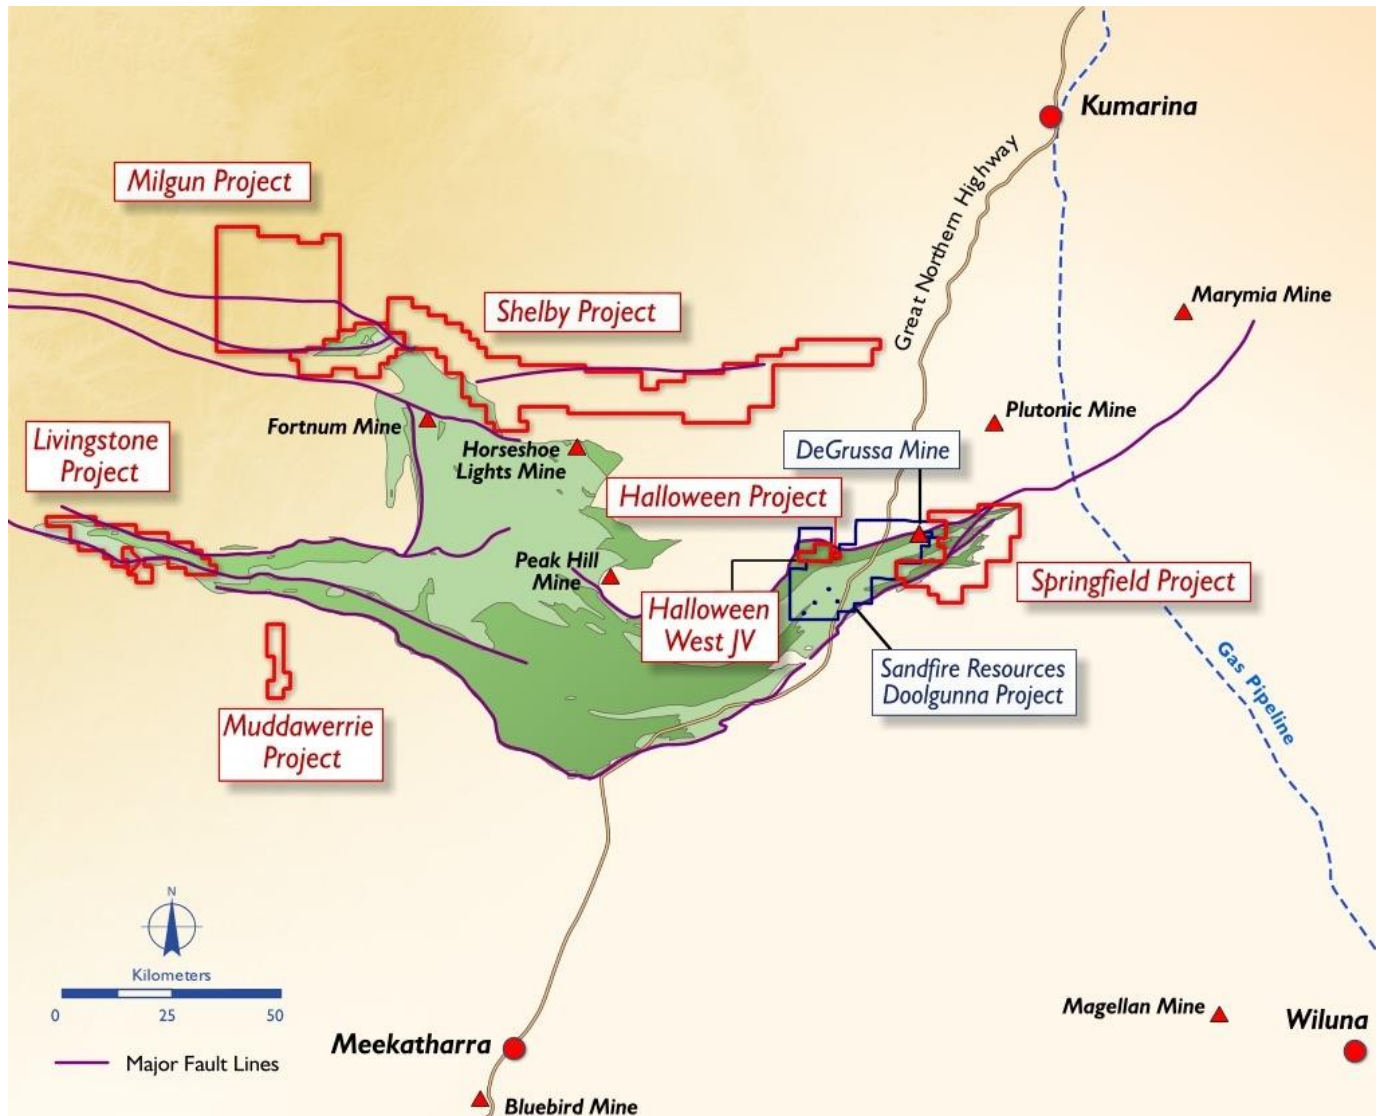 Kumarina
Great Northern Highway
Milgun Project
Marymia Mine
Shelby Project
Plutonic Mine
Fortnum Mine
Livingstone
Project
Horseshoe
Lights Mine
DeGrussa Mine
Halloween Project
Peak Hill
Mine
Springfield Project
Halloween
West JV
Sandfire Resources
Doolgunna Project
Gas Pipeline
Muddawerrie
Project
N
Kilometers
0 25 50
Major Fault Lines
Magellan Mine
Wiluna
Meekatharra
Bluebird Mine